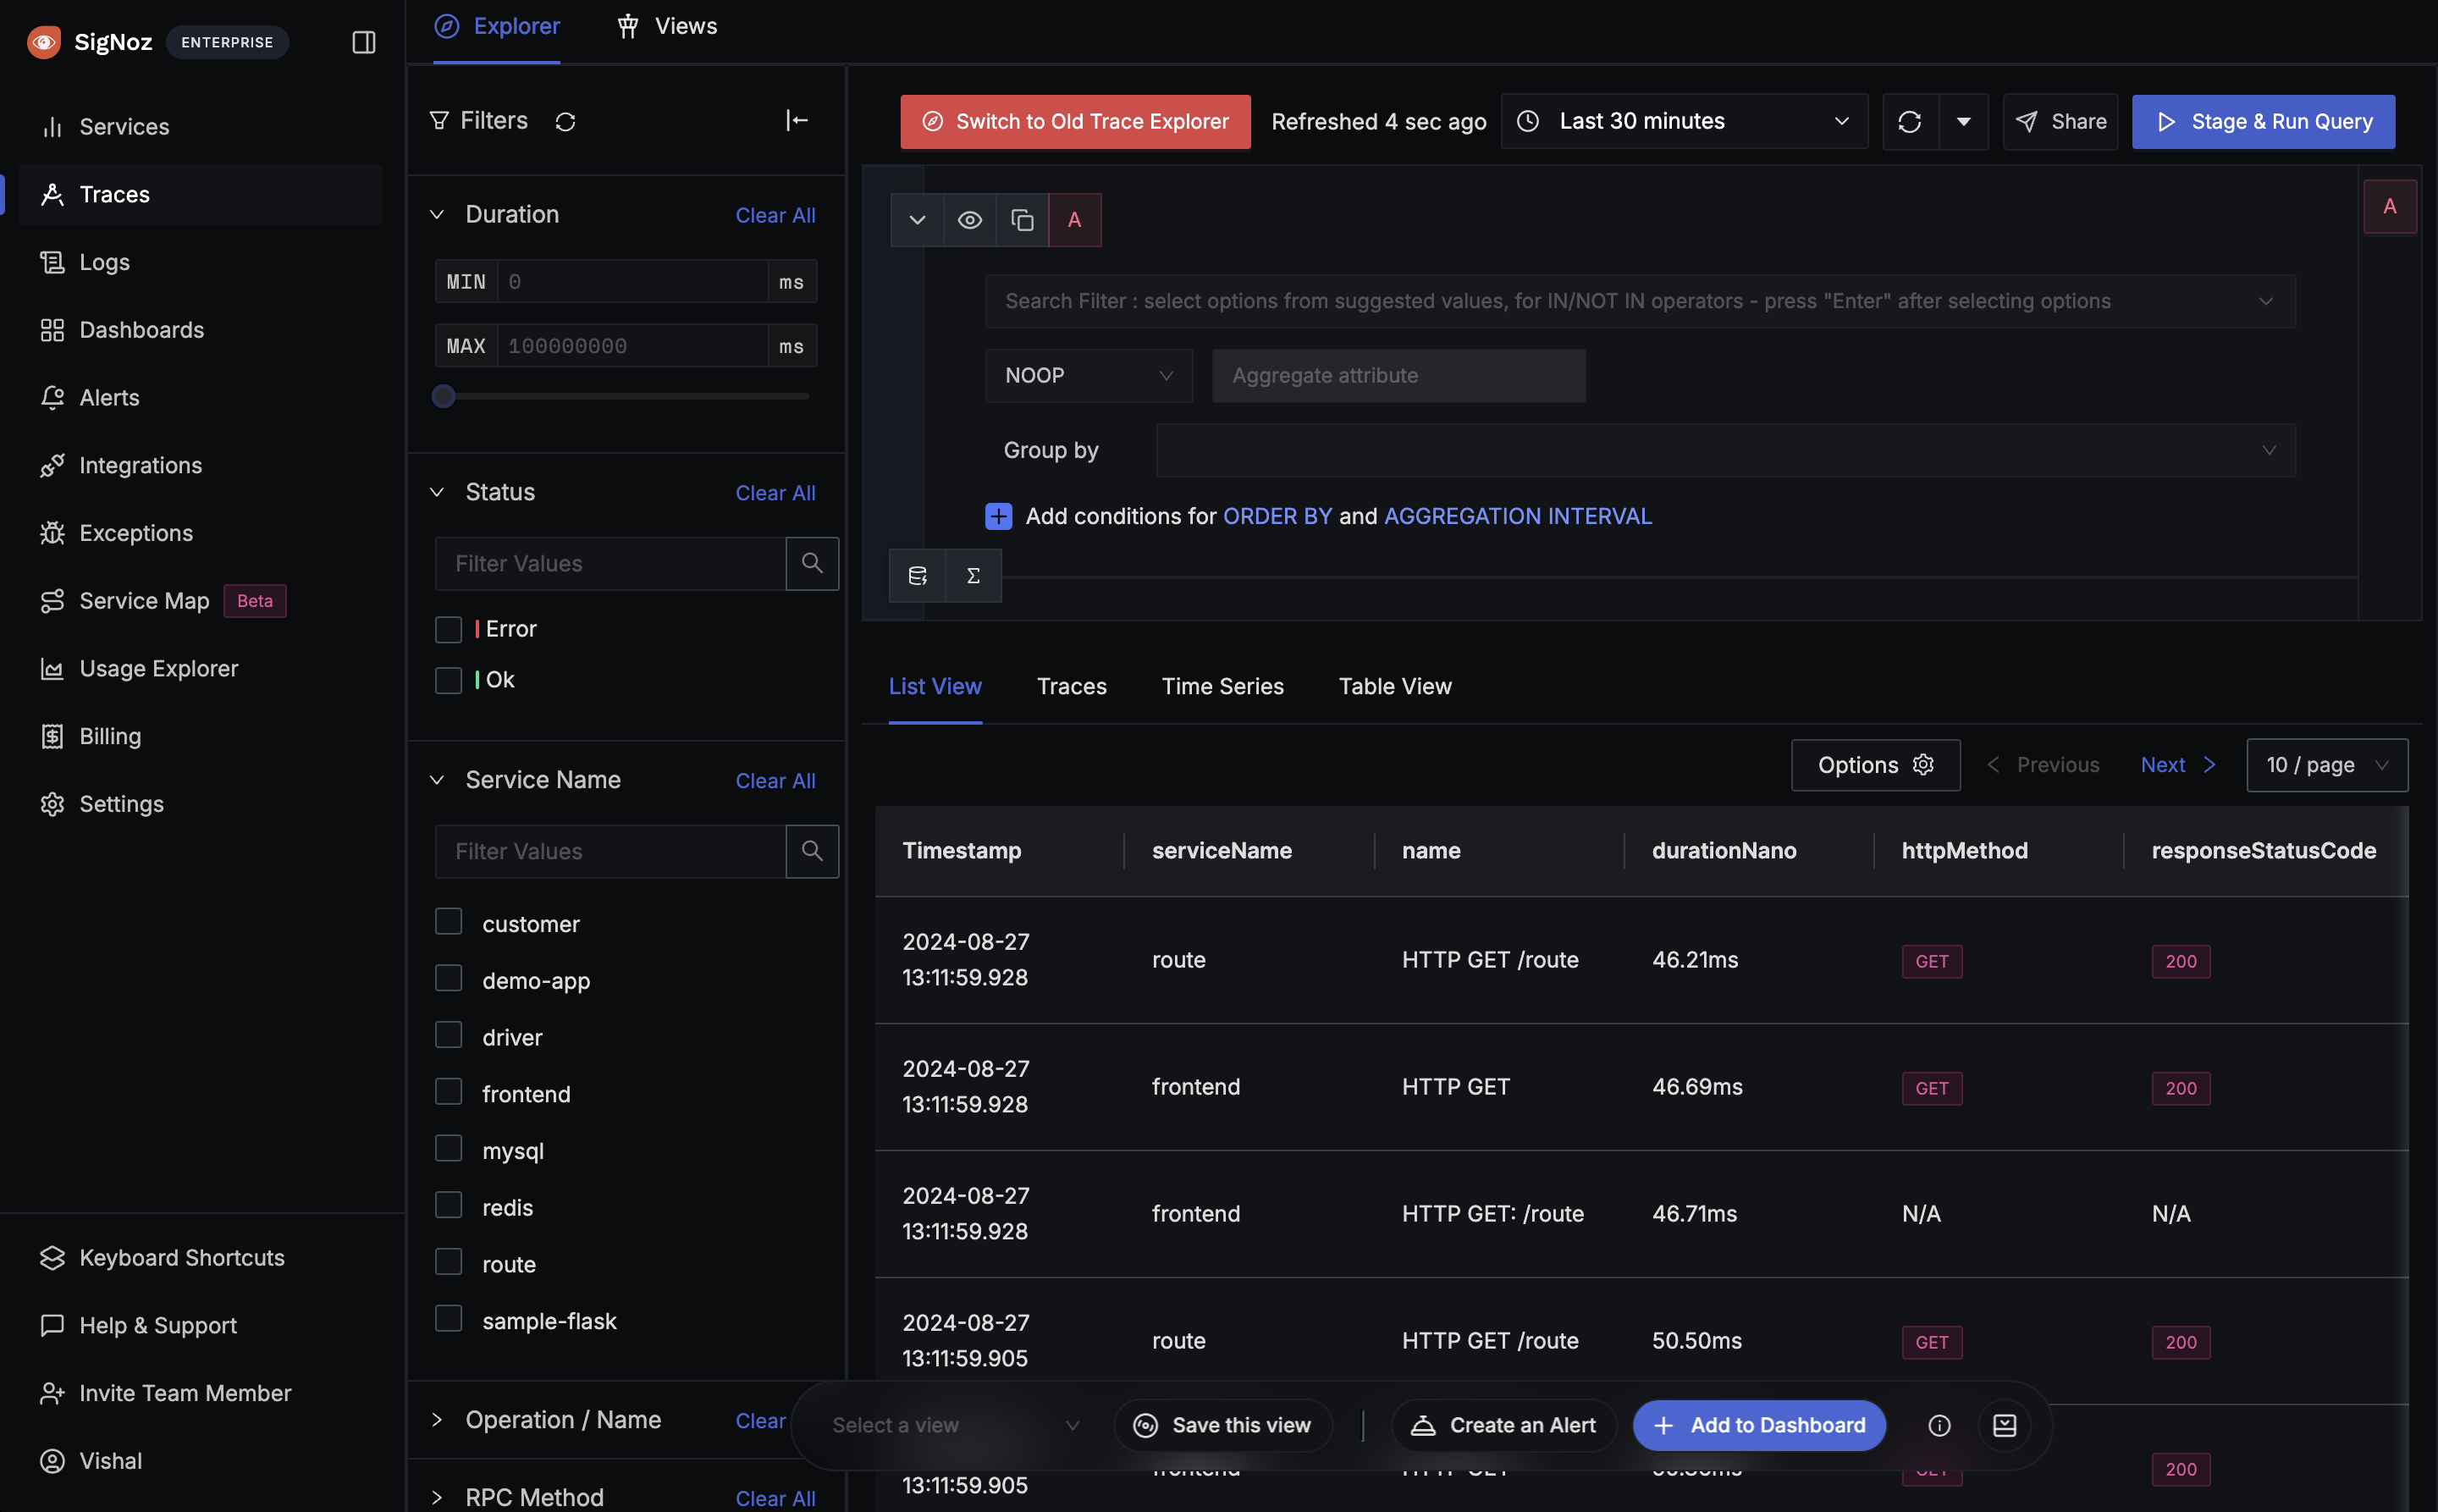 SigNoz ENTERPRISE
Services
Traces
Logs
Dashboards
Alerts
Integrations
Exceptions
Service Map Beta
Usage Explorer
Billing
Settings
Keyboard Shortcuts
Help & Support
Invite Team Member
Vishal
Explorer Views
Filters
Duration Clear All
MIN 0 ms
MAX 100000000 ms
Status Clear All
Filter Values
Error
Ok
Service Name Clear All
Filter Values
customer
demo-app
driver
frontend
mysql
redis
route
sample-flask
Operation / Name Clear
RPC Method Clear All
Switch to Old Trace Explorer Refreshed 4 sec ago Last 30 minutes Share Stage & Run Query
A A
Search Filter : select options from suggested values, for IN/NOT IN operators - press "Enter" after selecting options
NOOP Aggregate attribute
Group by
Add conditions for ORDER BY and AGGREGATION INTERVAL
List View Traces Time Series Table View
Options Previous Next 10 / page
Timestamp serviceName name durationNano httpMethod responseStatusCode
2024-08-27
13:11:59.928 route HTTP GET /route 46.21ms GET 200
2024-08-27
13:11:59.928 frontend HTTP GET 46.69ms GET 200
2024-08-27
13:11:59.928 frontend HTTP GET: /route 46.71ms N/A N/A
2024-08-27
13:11:59.905 route HTTP GET /route 50.50ms GET 200
Select a view Save this view Create an Alert Add to Dashboard
13:11:59.905 200